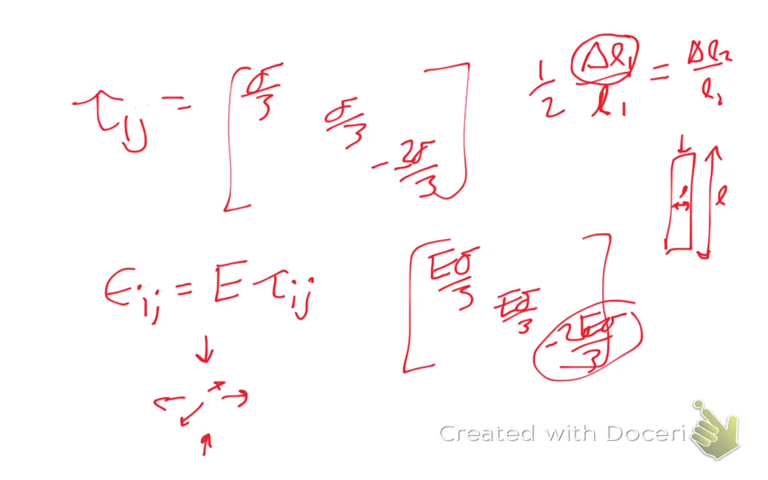 τij = [σ/3 σ/3 -2σ/3]
1/2 Δl₁/l₁ = Δl₂/l₂
l
ϵij = E τij
[Eσ/3 Eσ/3 -2Eσ/3]
Created with Doceri